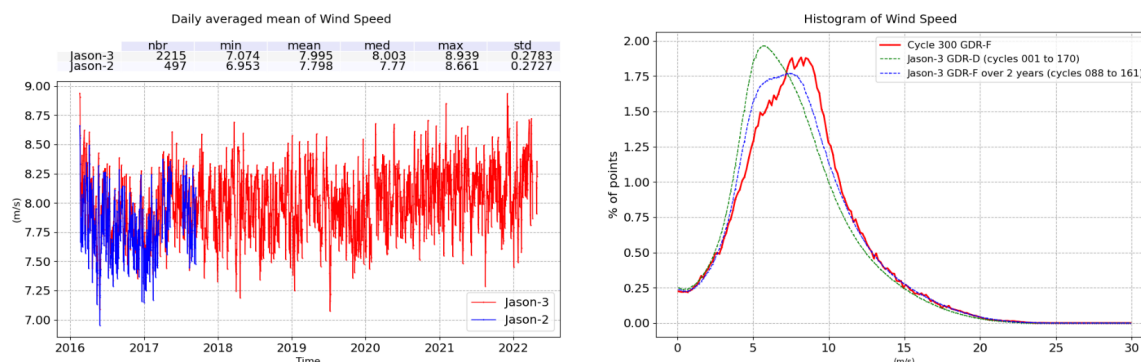 Daily averaged mean of Wind Speed
nbr min mean med max std
Jason-3 2215 7.074 7.995 8.003 8.939 0.2783
Jason-2 497 6.953 7.798 7.77 8.661 0.2727
9.00
8.75
8.50
8.25
8.00
7.75
7.50
7.25
7.00
(m/s)
Jason-3
Jason-2
2016 2017 2018 2019 2020 2021 2022
Time
Histogram of Wind Speed
2.00
1.75
1.50
1.25
1.00
0.75
0.50
0.25
0.00
% of points
Cycle 300 GDR-F
Jason-3 GDR-D (cycles 001 to 170)
Jason-3 GDR-F over 2 years (cycles 088 to 161)
0 5 10 15 20 25 30
(m/s)